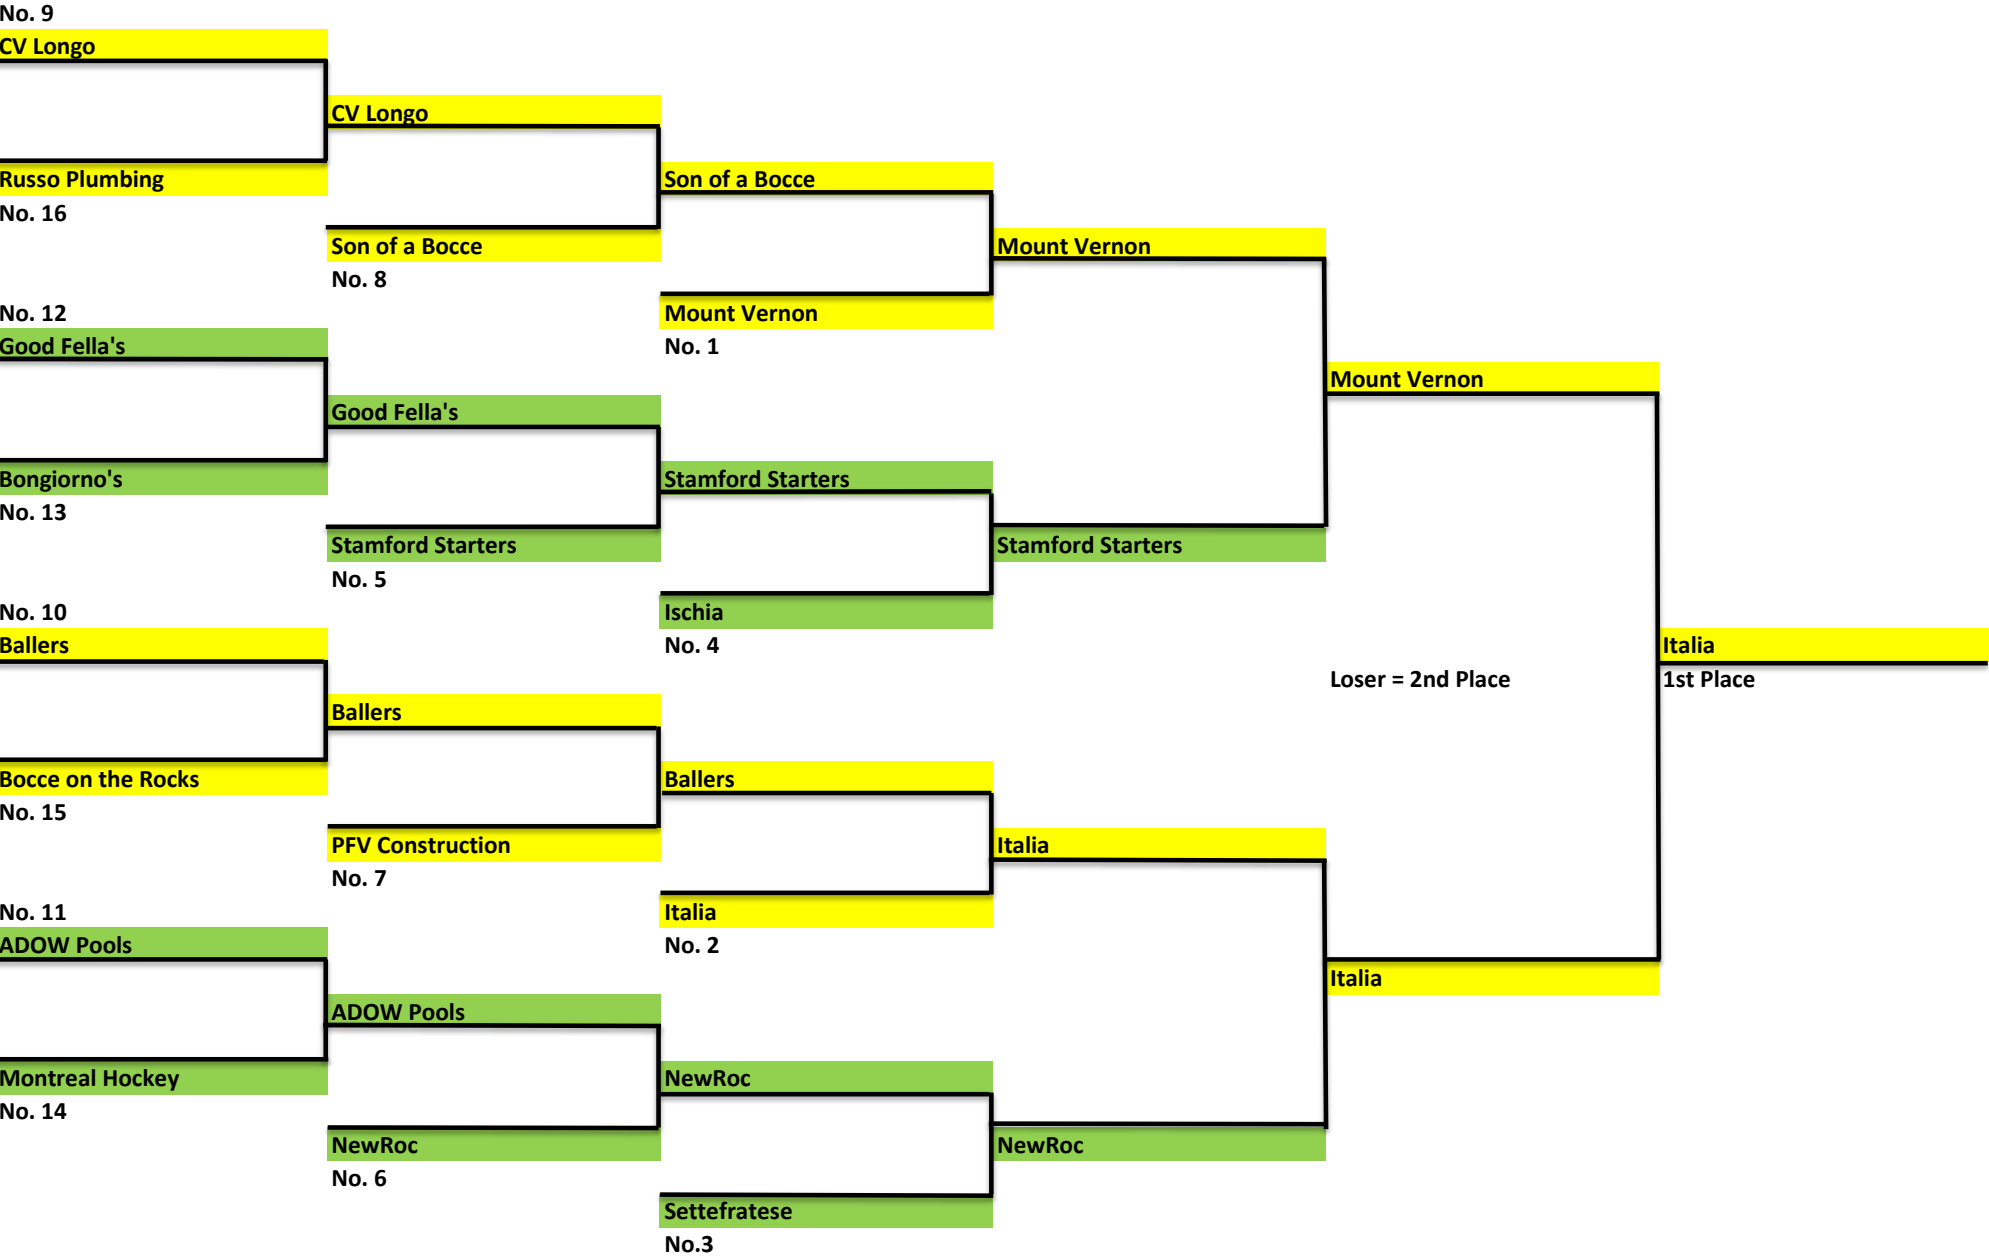 No. 9
CV Longo
CV Longo
Russo Plumbing
Son of a Bocce
No. 16
Son of a Bocce
Mount Vernon
No. 8
No. 12
Mount Vernon
Good Fella's
No. 1
Mount Vernon
Good Fella's
Bongiorno's
Stamford Starters
No. 13
Stamford Starters
Stamford Starters
No. 5
No. 10
Ischia
Ballers
No. 4
Italia
Loser = 2nd Place
1st Place
Ballers
Bocce on the Rocks
Ballers
No. 15
PFV Construction
Italia
No. 7
No. 11
Italia
ADOW Pools
No. 2
Italia
ADOW Pools
Montreal Hockey
NewRoc
No. 14
NewRoc
NewRoc
No. 6
Settefratese
No.3